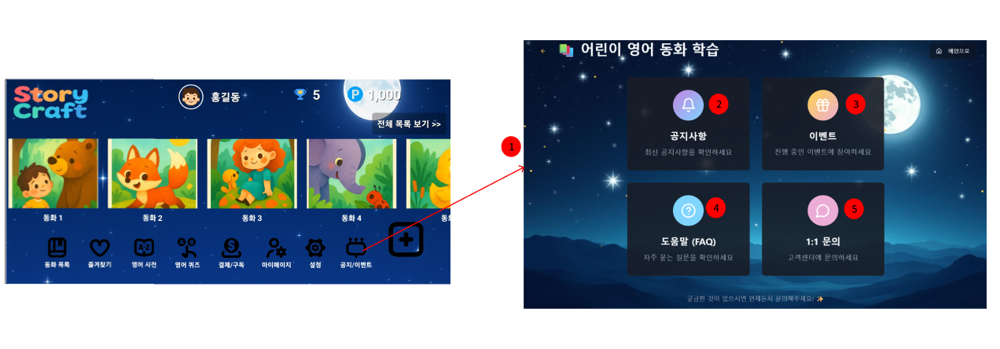 Story
Craft
홍길동
5
P 1,000
전체 목록 보기 >>
동화 1
동화 2
동화 3
동화 4
동화 목록
즐겨찾기
A-Z
영어 사전
A B
영어 퀴즈
$
결제/구독
마이페이지
설정
공지/이벤트
1
어린이 영어 동화 학습
메인으로
2
공지사항
최신 공지사항을 확인하세요
3
이벤트
진행 중인 이벤트에 참여하세요
4
도움말 (FAQ)
자주 묻는 질문을 확인하세요
5
1:1 문의
고객센터에 문의하세요
궁금한 것이 있으시면 언제든지 문의해주세요! ✨